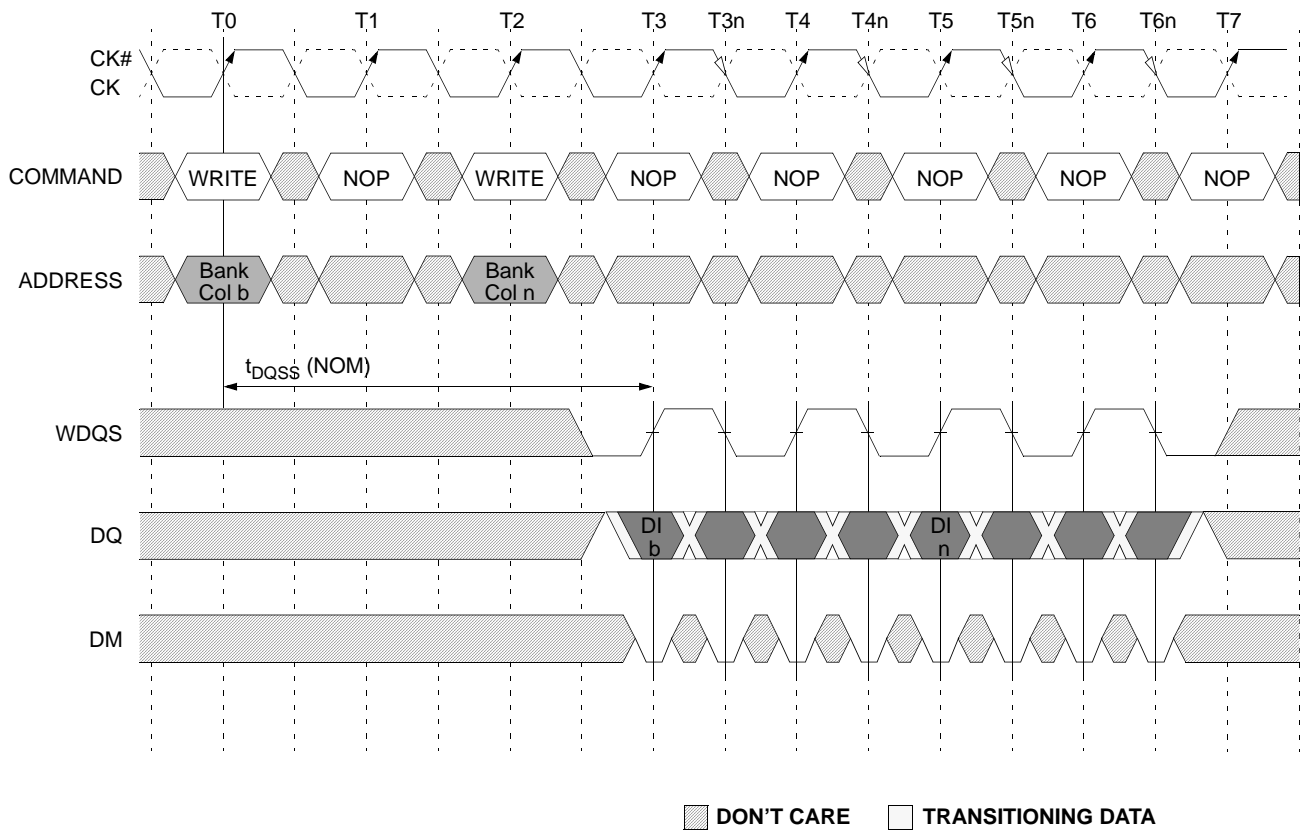 T0 T1 T2 T3 T3n T4 T4n T5 T5n T6 T6n T7
CK#
CK
COMMAND WRITE NOP WRITE NOP NOP NOP NOP NOP
ADDRESS Bank Col b Bank Col n
tDQSS (NOM)
WDQS
DQ DI b DI n
DM
DON'T CARE TRANSITIONING DATA